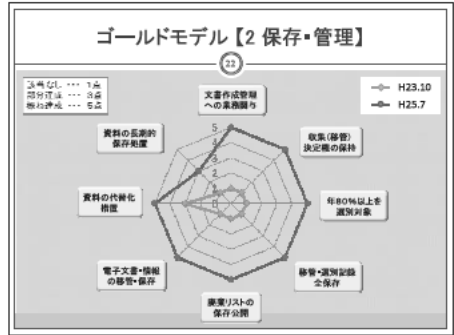 ゴールドモデル【2 保存・管理】
22
該当なし ··· 1点
部分達成 ··· 3点
概ね達成 ··· 5点
H23.10
H25.7
文書作成管理
への業務関与
収集(移管)
決定権の保持
年80%以上を
選別対象
移管・選別記録
全保存
廃棄リストの
保存公開
電子文書・情報
の移管・保存
資料の代替化
措置
資料の長期的
保存処置
5
4
3
2
1
0